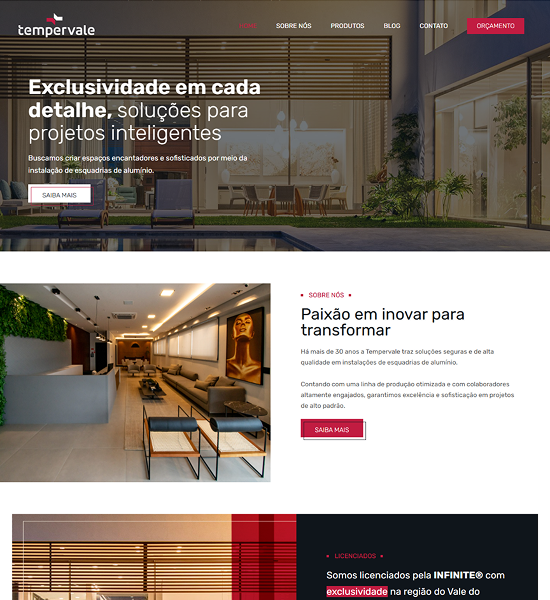 tempervale
HOME
SOBRE NÓS
PRODUTOS
BLOG
CONTATO
ORÇAMENTO
Exclusividade em cada
detalhe, soluções para
projetos inteligentes
Buscamos criar espaços encantadores e sofisticados por meio da
instalação de esquadrias de alumínio.
SAIBA MAIS
SOBRE NÓS
Paixão em inovar para
transformar
Há mais de 30 anos a Tempervale traz soluções seguras e de alta
qualidade em instalações de esquadrias de alumínio.
Contando com uma linha de produção otimizada e com colaboradores
altamente engajados, garantimos excelência e sofisticação em projetos
de alto padrão.
SAIBA MAIS
LICENCIADOS
Somos licenciados pela INFINITE® com
exclusividade na região do Vale do